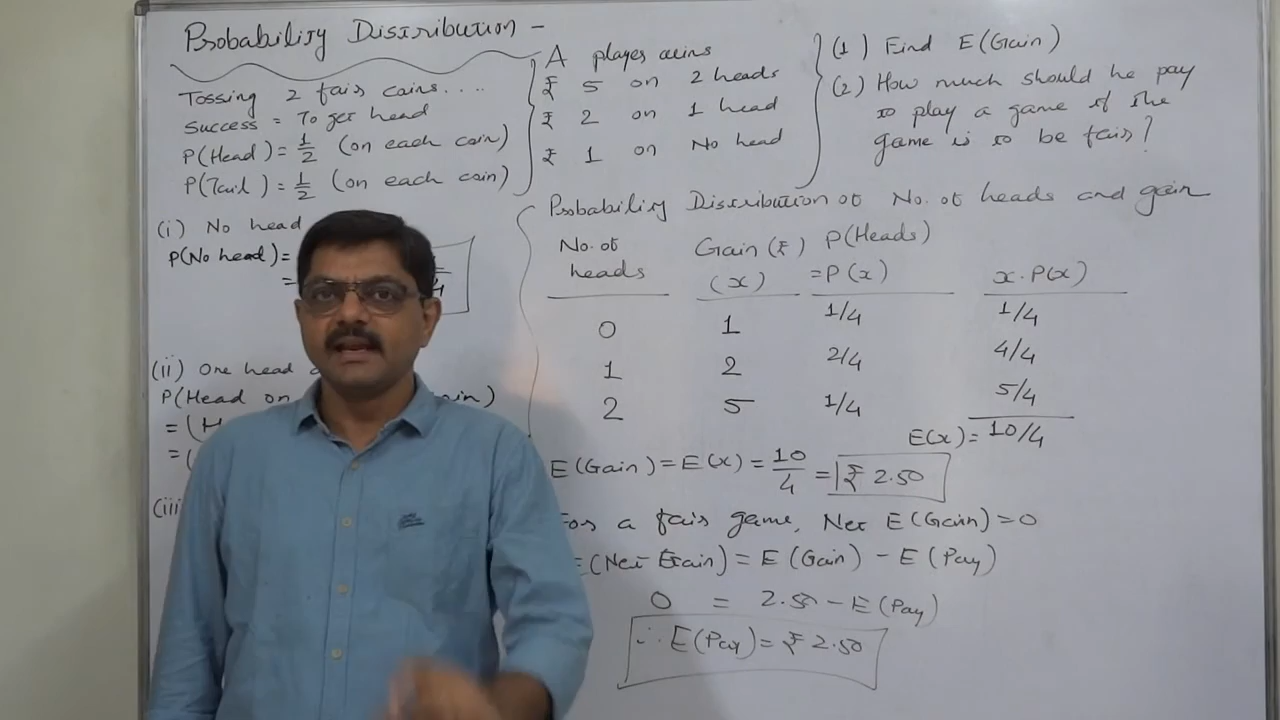 Probability Distribution -
Tossing 2 fair coins....
Success = To get head
P(Head) = 1/2 (on each coin)
P(Tail) = 1/2 (on each coin)
A player wins
₹ 5 on 2 heads
₹ 2 on 1 head
₹ 1 on No head
(1) Find E(Gain)
(2) How much should he pay
to play a game if the
game is to be fair?
(i) No head
P(No head) =
=
(ii) One head
P(Head on
= (H
= (
(iii)
Probability Distribution of No. of heads and gain
No. of heads Gain (₹) (x) P(Heads) = P(x) x.P(x)
0 1 1/4 1/4
1 2 2/4 4/4
2 5 1/4 5/4
E(x) = 10/4
E(Gain) = E(x) = 10/4 = ₹ 2.50
For a fair game, Net E(Gain) = 0
E(Net Gain) = E(Gain) - E(Pay)
0 = 2.50 - E(Pay)
∴ E(Pay) = ₹ 2.50